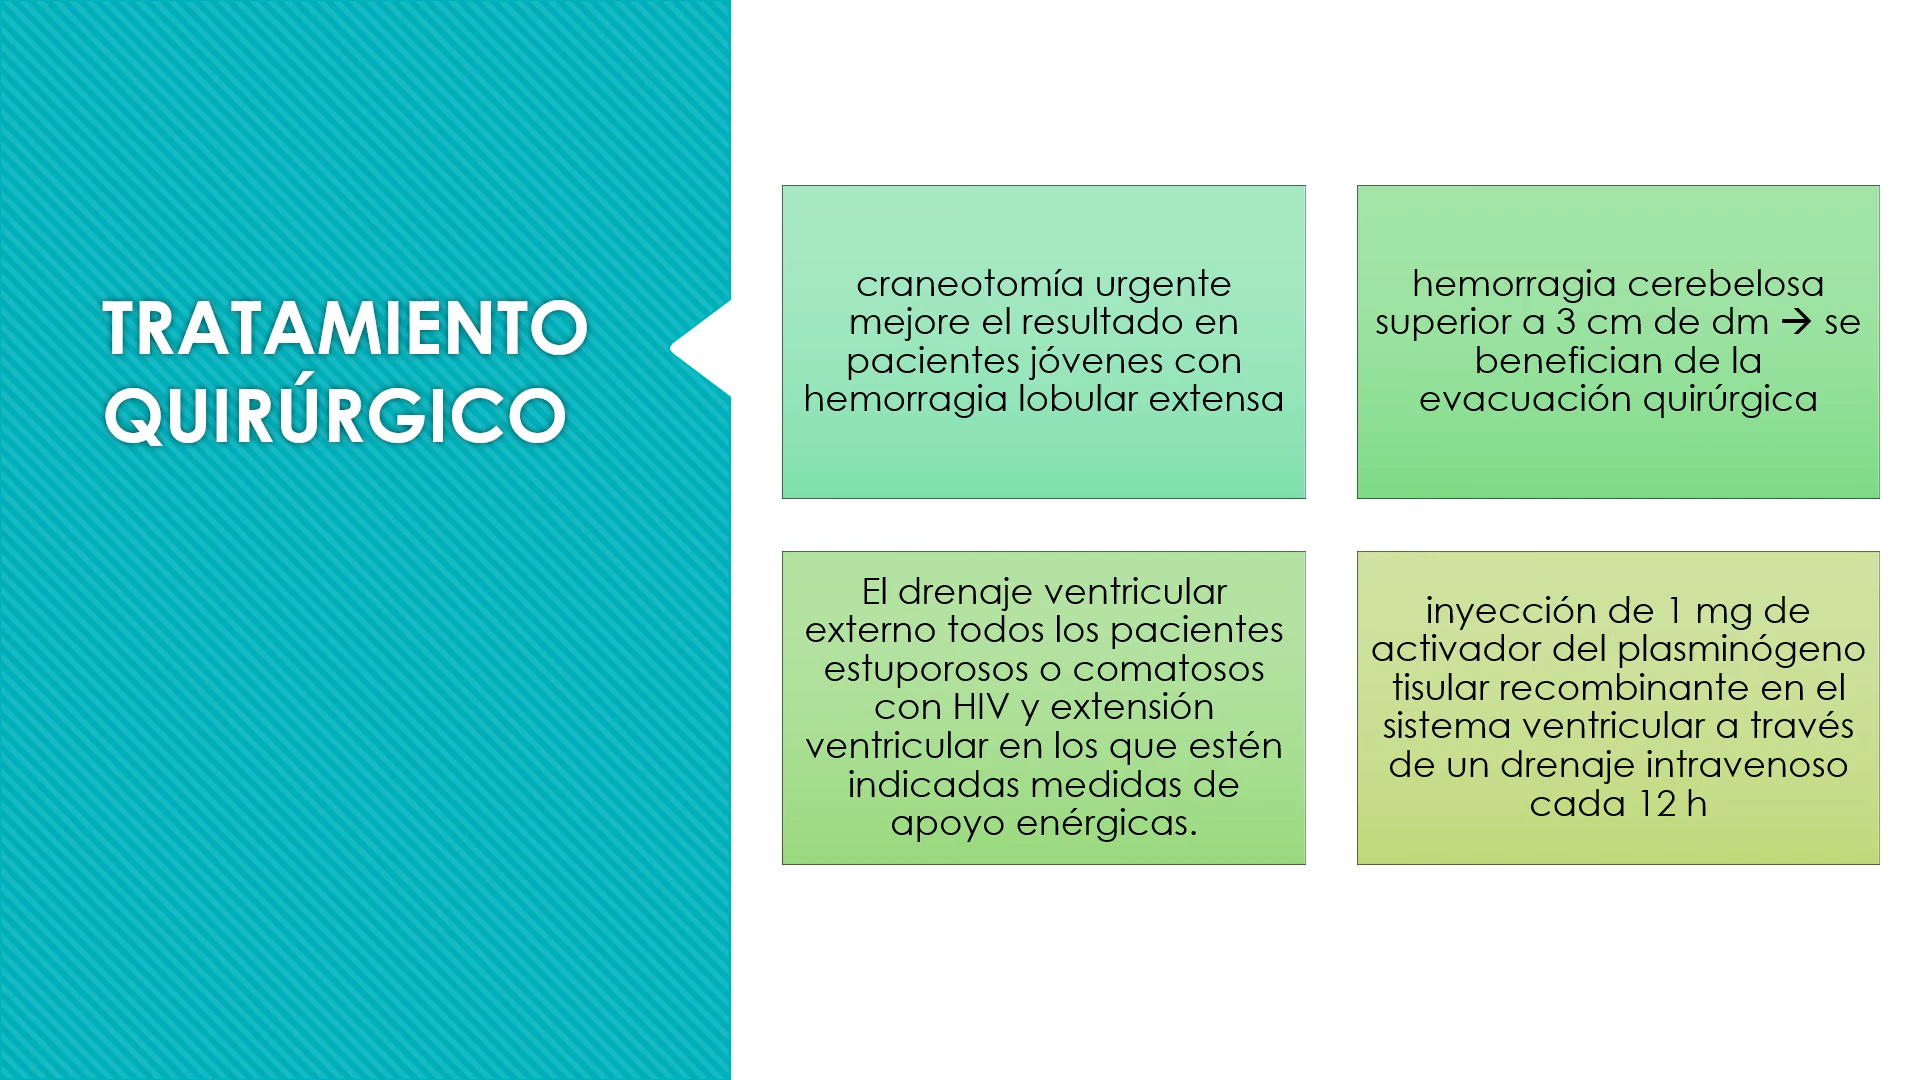 TRATAMIENTO
QUIRÚRGICO
craneotomía urgente
mejore el resultado en
pacientes jóvenes con
hemorragia lobular extensa
hemorragia cerebelosa
superior a 3 cm de dm → se
benefician de la
evacuación quirúrgica
El drenaje ventricular
externo todos los pacientes
estuporosos o comatosos
con HIV y extensión
ventricular en los que estén
indicadas medidas de
apoyo enérgicas.
inyección de 1 mg de
activador del plasminógeno
tisular recombinante en el
sistema ventricular a través
de un drenaje intravenoso
cada 12 h